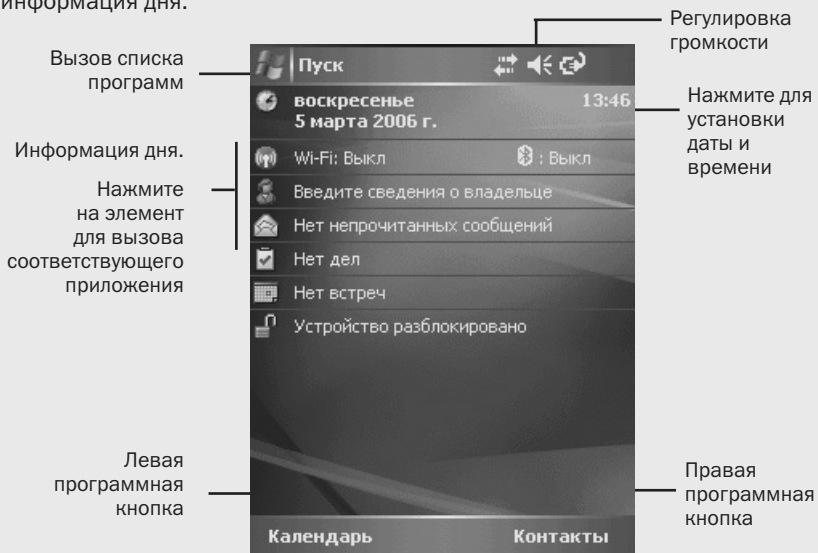 информация дня.
Регулировка
громкости
Вызов списка
программ
Пуск
воскресенье 13:46
5 марта 2006 г.
Нажмите для
установки
даты и
времени
Информация дня.
Нажмите
на элемент
для вызова
соответствующего
приложения
Wi-Fi: Выкл : Выкл
Введите сведения о владельце
Нет непрочитанных сообщений
Нет дел
Нет встреч
Устройство разблокировано
Левая
программная
кнопка
Правая
программная
кнопка
Календарь Контакты